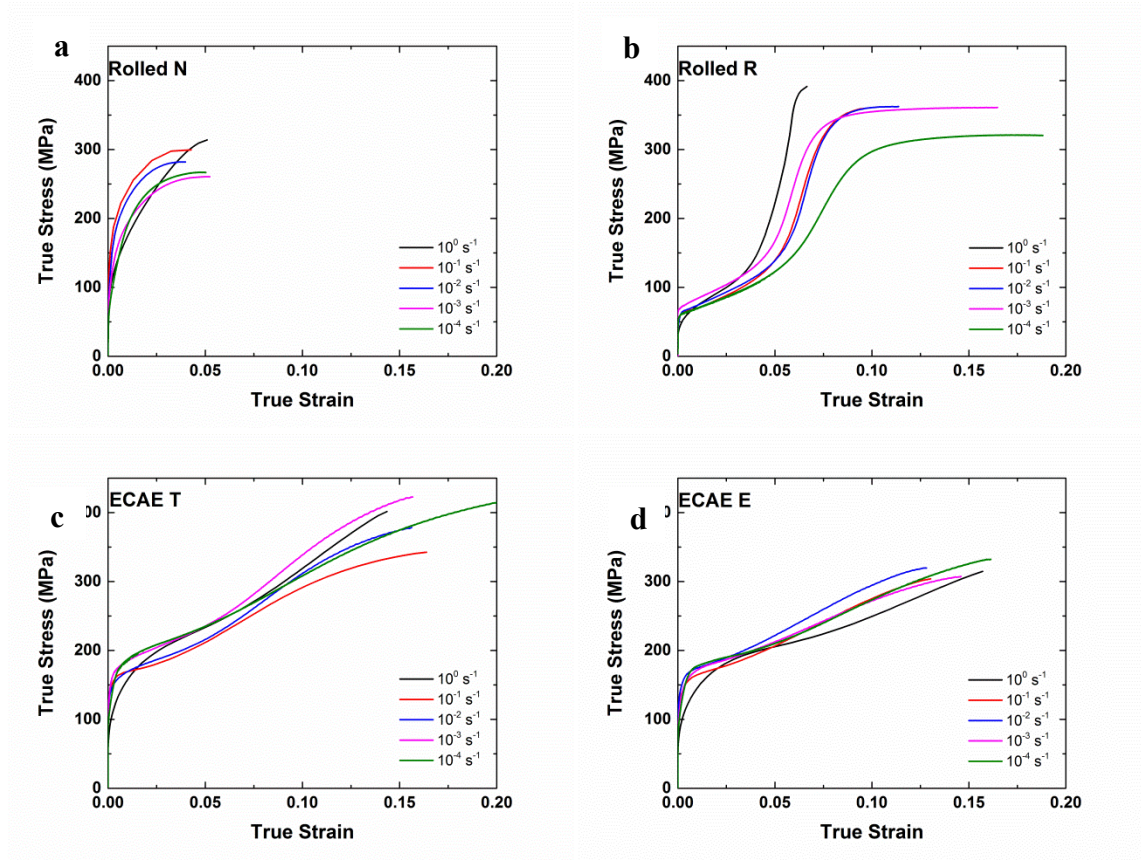 a
Rolled N
400
300
200
100
0
True Stress (MPa)
10⁰ s⁻¹
10⁻¹ s⁻¹
10⁻² s⁻¹
10⁻³ s⁻¹
10⁻⁴ s⁻¹
0.00 0.05 0.10 0.15 0.20
True Strain
b
Rolled R
400
300
200
100
0
True Stress (MPa)
10⁰ s⁻¹
10⁻¹ s⁻¹
10⁻² s⁻¹
10⁻³ s⁻¹
10⁻⁴ s⁻¹
0.00 0.05 0.10 0.15 0.20
True Strain
ECAE T
c
300
200
100
0
True Stress (MPa)
10⁰ s⁻¹
10⁻¹ s⁻¹
10⁻² s⁻¹
10⁻³ s⁻¹
10⁻⁴ s⁻¹
0.00 0.05 0.10 0.15 0.20
True Strain
ECAE E
d
300
200
100
0
True Stress (MPa)
10⁰ s⁻¹
10⁻¹ s⁻¹
10⁻² s⁻¹
10⁻³ s⁻¹
10⁻⁴ s⁻¹
0.00 0.05 0.10 0.15 0.20
True Strain